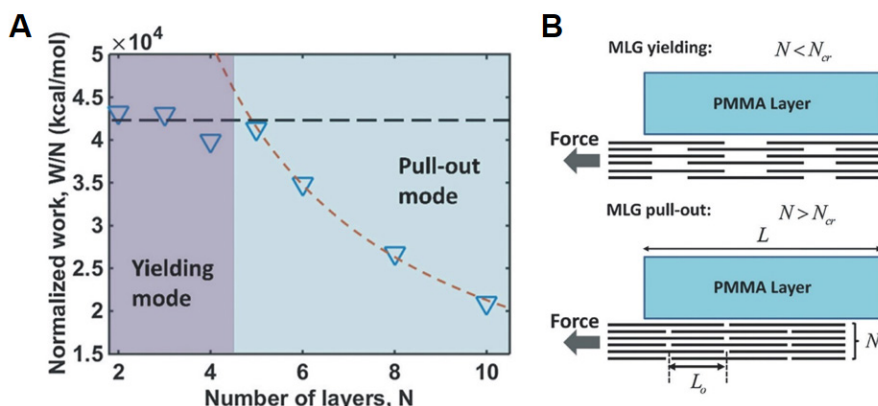 A
×10⁴
5
4.5
4
3.5
3
2.5
2
1.5
Normalized work, W/N (kcal/mol)
Pull-out
mode
Yielding
mode
2 4 6 8 10
Number of layers, N
B
MLG yielding: N < N_cr
PMMA Layer
Force
MLG pull-out: N > N_cr
L
PMMA Layer
Force
N
L_o